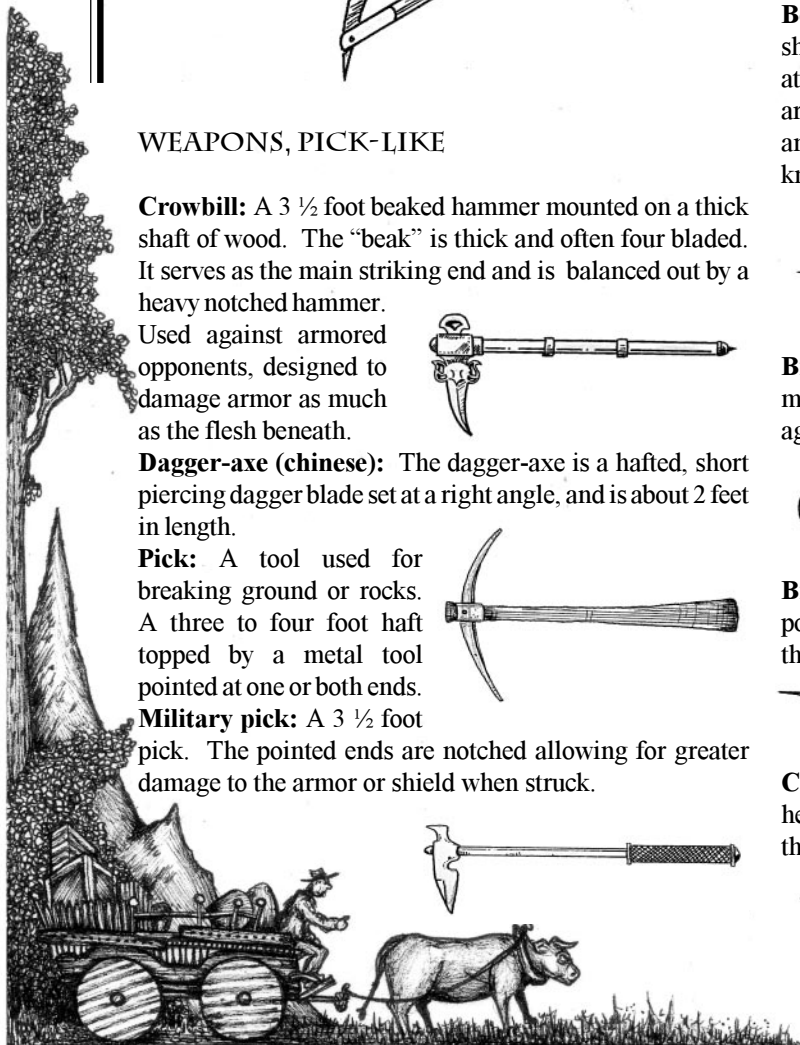 WEAPONS, PICK-LIKE
Crowbill: A 3 ½ foot beaked hammer mounted on a thick
shaft of wood. The “beak” is thick and often four bladed.
It serves as the main striking end and is balanced out by a
heavy notched hammer.
Used against armored
opponents, designed to
damage armor as much
as the flesh beneath.
Dagger-axe (chinese): The dagger-axe is a hafted, short
piercing dagger blade set at a right angle, and is about 2 feet
in length.
Pick: A tool used for
breaking ground or rocks.
A three to four foot haft
topped by a metal tool
pointed at one or both ends.
Military pick: A 3 ½ foot
pick. The pointed ends are notched allowing for greater
damage to the armor or shield when struck.